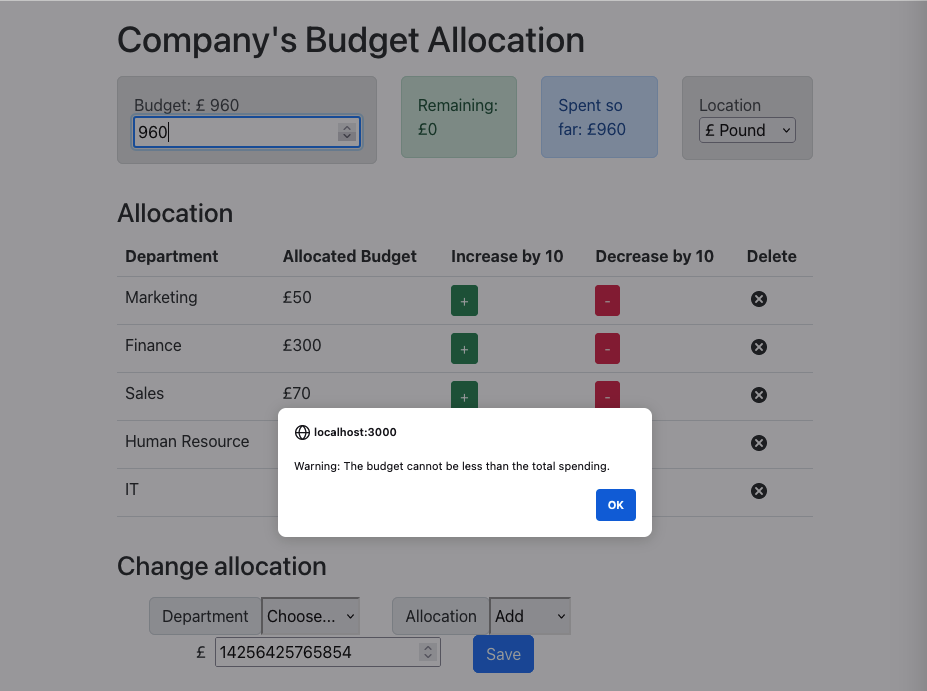 Company's Budget Allocation
Budget: £ 960
960
Remaining:
£0
Spent so
far: £960
Location
£ Pound
Allocation
Department Allocated Budget Increase by 10 Decrease by 10 Delete
Marketing £50 + -
Finance £300 + -
Sales £70 + -
Human Resource
IT
localhost:3000
Warning: The budget cannot be less than the total spending.
OK
Change allocation
Department Choose... Allocation Add
£ 14256425765854 Save